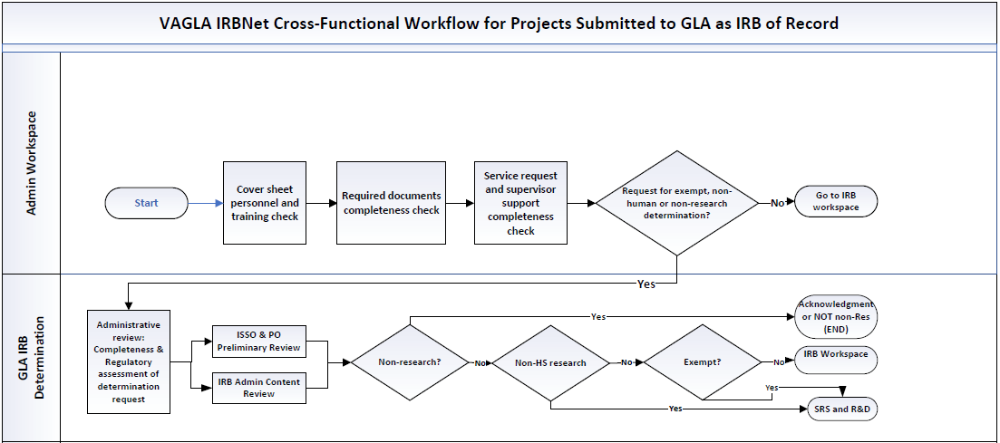 VAGLA IRBNet Cross-Functional Workflow for Projects Submitted to GLA as IRB of Record
Admin Workspace
Start
Cover sheet
personnel and
training check
Required documents
completeness check
Service request
and supervisor
support
completeness
check
Request for exempt, non-
human or non-research
determination?
No
Go to IRB
workspace
Yes
GLA IRB
Determination
Administrative
review:
Completeness &
Regulatory
assessment of
determination
request
ISSO & PO
Preliminary Review
IRB Admin Content
Review
Non-research?
Yes
Acknowledgment
or NOT non-Res
(END)
No
Non-HS research
No
Exempt?
No
IRB Workspace
Yes
Yes
SRS and R&D